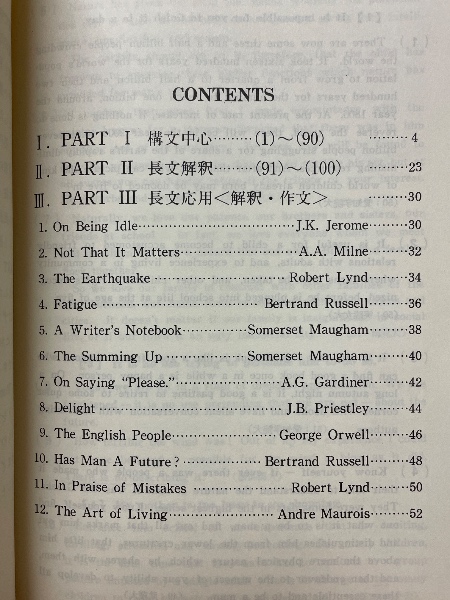 CONTENTS
Ⅰ. PART Ⅰ 構文中心………(1)～(90) ………4
Ⅱ. PART Ⅱ 長文解釈……(91)～(100) ………23
Ⅲ. PART Ⅲ 長文応用＜解釈・作文＞ ………30
1. On Being Idle……………………J.K. Jerome………30
2. Not That It Matters……………………A.A. Milne………32
3. The Earthquake ……………………Robert Lynd………34
4. Fatigue ……………………Bertrand Russell………36
5. A Writer's Notebook…………Somerset Maugham………38
6. The Summing Up …………Somerset Maugham………40
7. On Saying “Please.”……………………A.G. Gardiner………42
8. Delight ……………………J.B. Priestley………44
9. The English People……………………George Orwell………46
10. Has Man A Future?……………Bertrand Russell………48
11. In Praise of Mistakes ………………Robert Lynd………50
12. The Art of Living……………………Andre Maurois………52